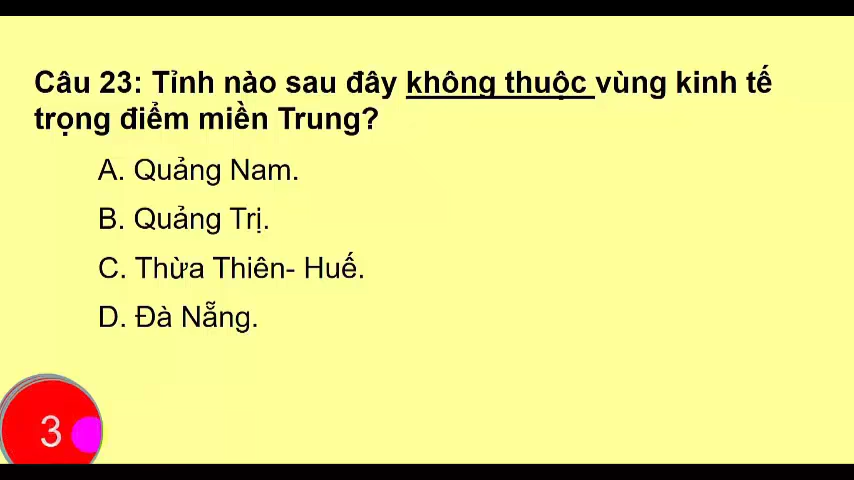 Câu 23: Tỉnh nào sau đây không thuộc vùng kinh tế
trọng điểm miền Trung?
A. Quảng Nam.
B. Quảng Trị.
C. Thừa Thiên- Huế.
D. Đà Nẵng.
3